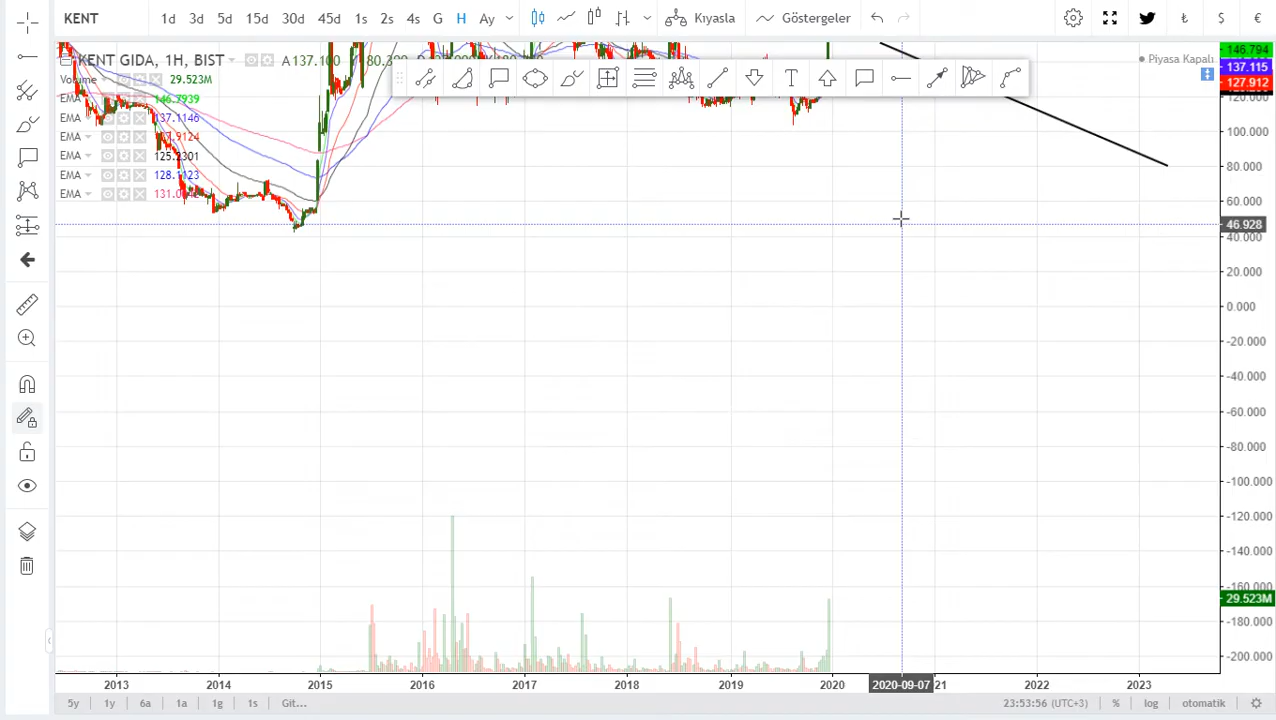 KENT 1d 3d 5d 15d 30d 45d 1s 2s 4s G H Ay Kıyasla Göstergeler ₺ $ €
KENT GIDA, 1H, BIST A137.100
Piyasa Kapalı
Volume 29.523M
EMA 146.7939
EMA 137.1146
EMA
EMA 125.2301
EMA 128.1123
EMA
146.794
137.115
127.912
120.000
100.000
80.000
60.000
46.928
40.000
20.000
0.000
-20.000
-40.000
-60.000
-80.000
-100.000
-120.000
-140.000
-160.000
29.523M
-180.000
-200.000
2013 2014 2015 2016 2017 2018 2019 2020 2020-09-07 21 2022 2023
5y 1y 6a 1a 1g 1s Git... 23:53:56 (UTC+3) % log otomatik